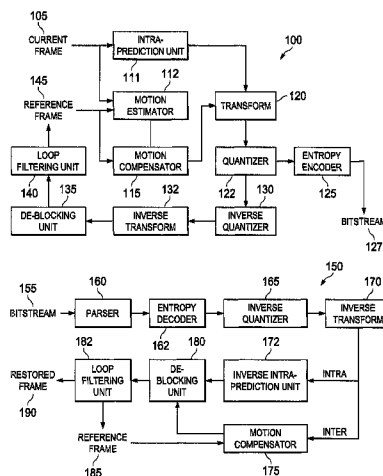 105
CURRENT FRAME
INTRA-PREDICTION UNIT
111
100
145
REFERENCE FRAME
112
MOTION ESTIMATOR
120
TRANSFORM
LOOP FILTERING UNIT
140
MOTION COMPENSATOR
115
QUANTIZER
122
ENTROPY ENCODER
125
135
DE-BLOCKING UNIT
132
INVERSE TRANSFORM
130
INVERSE QUANTIZER
BITSTREAM
127
150
155
BITSTREAM
160
PARSER
ENTROPY DECODER
162
165
INVERSE QUANTIZER
170
INVERSE TRANSFORM
182
LOOP FILTERING UNIT
180
DE-BLOCKING UNIT
172
INVERSE INTRA-PREDICTION UNIT
INTRA
RESTORED FRAME
190
REFERENCE FRAME
185
MOTION COMPENSATOR
175
INTER